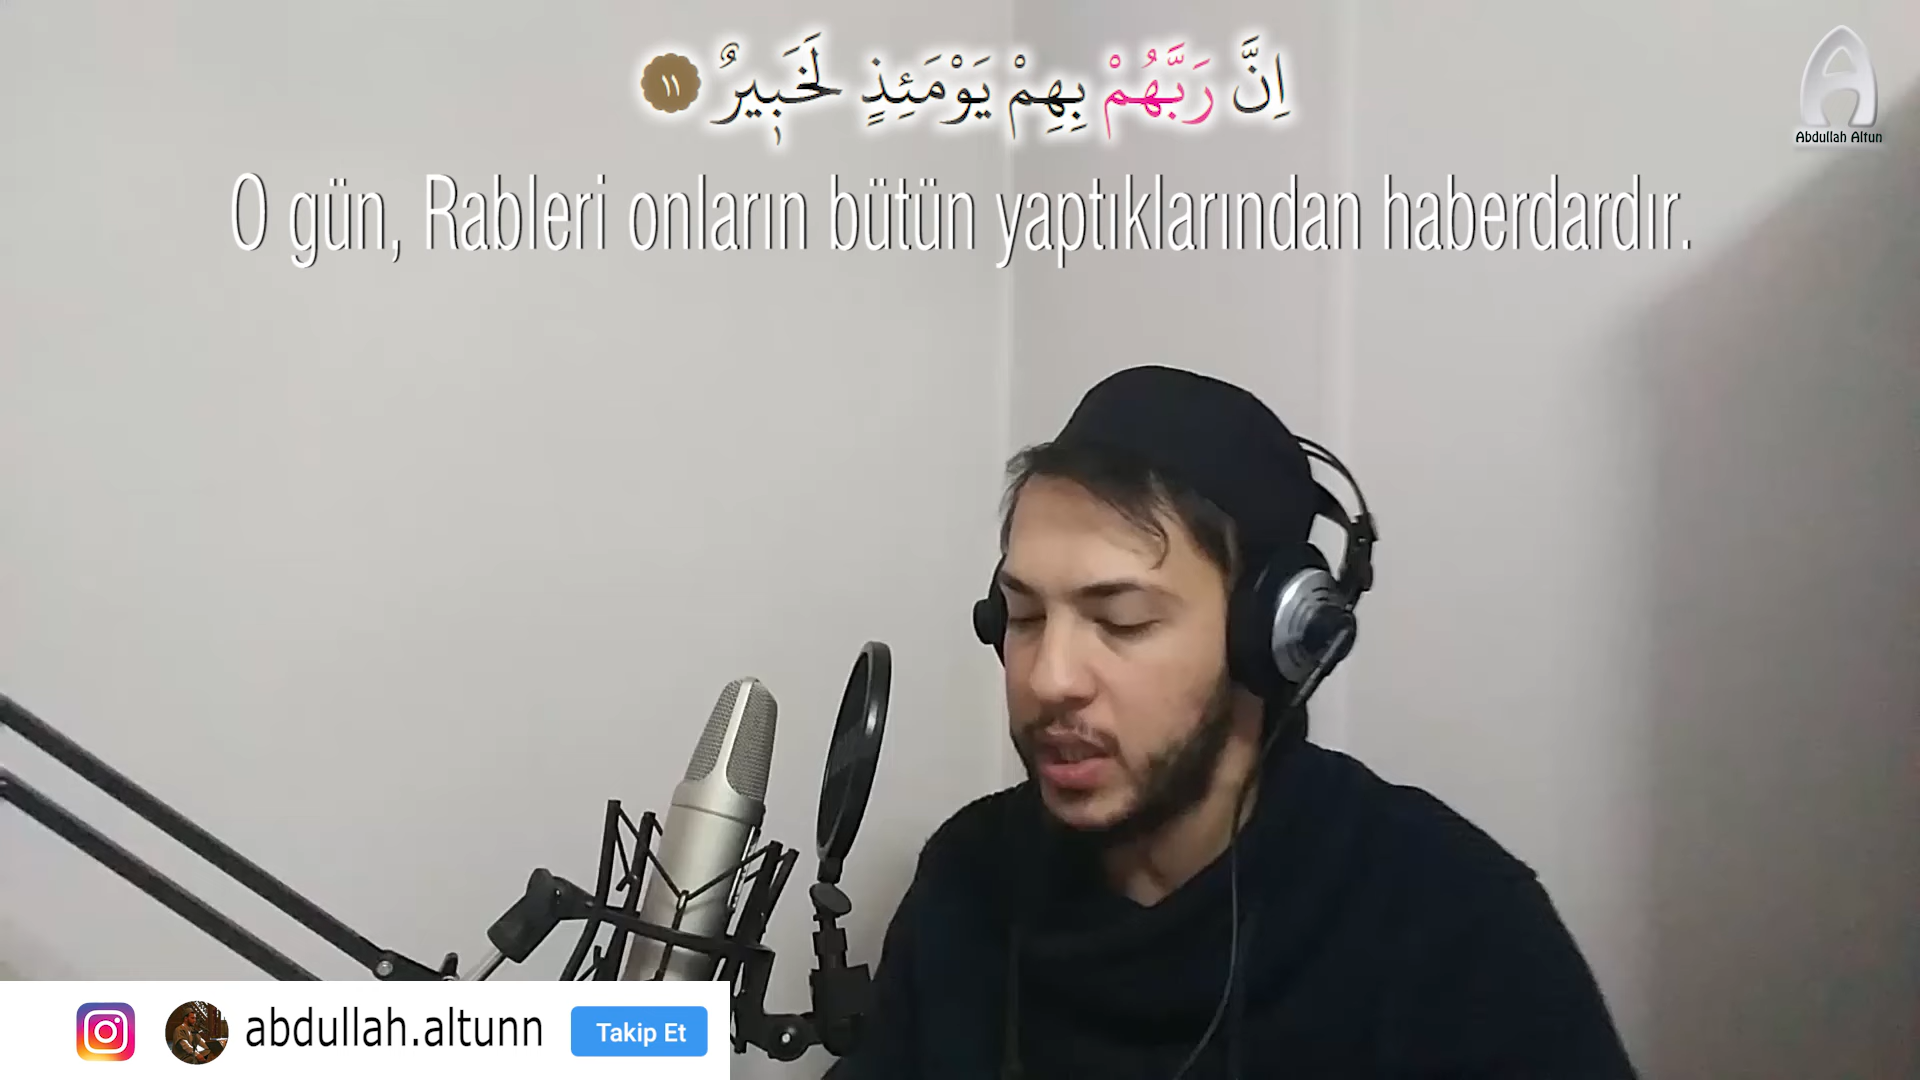 اِنَّ رَبَّهُمْ بِهِمْ يَوْمَئِذٍ لَخَب۪يرٌ ١١
O gün, Rableri onların bütün yaptıklarından haberdardır.
Abdullah Altun
abdullah.altunn
Takip Et